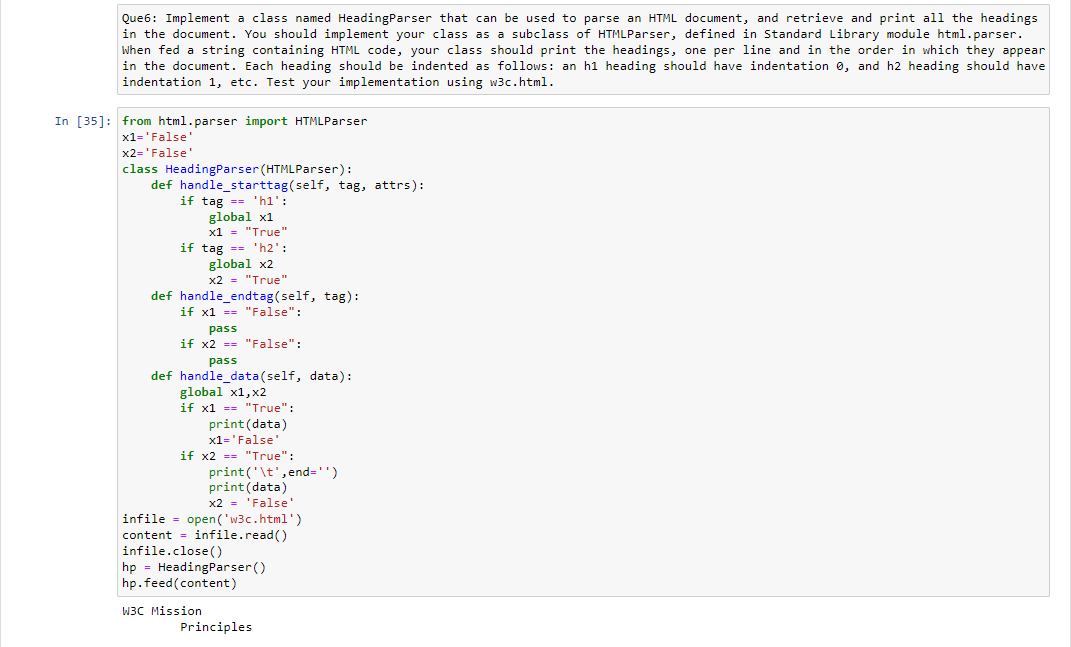 Que6: Implement a class named HeadingParser that can be used to parse an HTML document, and retrieve and print all the headings
in the document. You should implement your class as a subclass of HTMLParser, defined in Standard Library module html.parser.
When fed a string containing HTML code, your class should print the headings, one per line and in the order in which they appear
in the document. Each heading should be indented as follows: an h1 heading should have indentation 0, and h2 heading should have
indentation 1, etc. Test your implementation using w3c.html.
In [35]: from html.parser import HTMLParser
x1='False'
x2='False'
class HeadingParser(HTMLParser):
    def handle_starttag(self, tag, attrs):
        if tag == 'h1':
            global x1
            x1 = "True"
        if tag == 'h2':
            global x2
            x2 = "True"
    def handle_endtag(self, tag):
        if x1 == "False":
            pass
        if x2 == "False":
            pass
    def handle_data(self, data):
        global x1,x2
        if x1 == "True":
            print(data)
            x1='False'
        if x2 == "True":
            print('\t',end='')
            print(data)
            x2 = 'False'
infile = open('w3c.html')
content = infile.read()
infile.close()
hp = HeadingParser()
hp.feed(content)
W3C Mission
        Principles